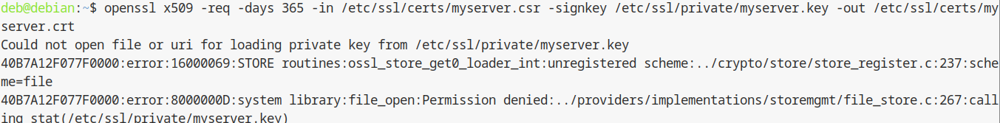 deb@debian:~$ openssl x509 -req -days 365 -in /etc/ssl/certs/myserver.csr -signkey /etc/ssl/private/myserver.key -out /etc/ssl/certs/my
server.crt
Could not open file or uri for loading private key from /etc/ssl/private/myserver.key
40B7A12F077F0000:error:16000069:STORE routines:ossl_store_get0_loader_int:unregistered scheme:../crypto/store/store_register.c:237:sche
me=file
40B7A12F077F0000:error:8000000D:system library:file_open:Permission denied:../providers/implementations/storemgmt/file_store.c:267:call
ing stat(/etc/ssl/private/myserver.key)